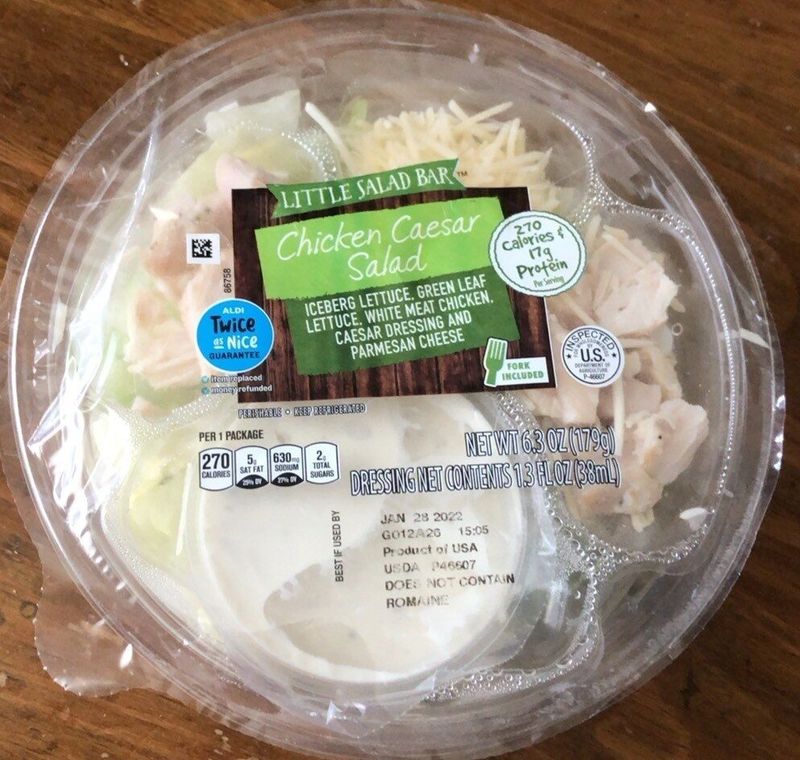 LITTLE SALAD BAR™
Chicken Caesar
Salad
270
Calories &
17g
Protein
Per Serving
ICEBERG LETTUCE, GREEN LEAF
LETTUCE, WHITE MEAT CHICKEN,
CAESAR DRESSING AND
PARMESAN CHEESE
86758
ALDI
TWICE
as NICE
GUARANTEE
item replaced
money refunded
FORK
INCLUDED
INSPECTED
U.S.
DEPARTMENT OF
AGRICULTURE
P-46607
PERISHABLE • KEEP REFRIGERATED
PER 1 PACKAGE
270
CALORIES
5g
SAT FAT
25% DV
630mg
SODIUM
27% DV
2g
TOTAL
SUGARS
NET WT 6.3 OZ (179g)
DRESSING NET CONTENTS 1.3 FL OZ (38mL)
BEST IF USED BY
JAN 28 2022
G012A26 15:05
Product of USA
USDA P46607
DOES NOT CONTAIN
ROMAINE